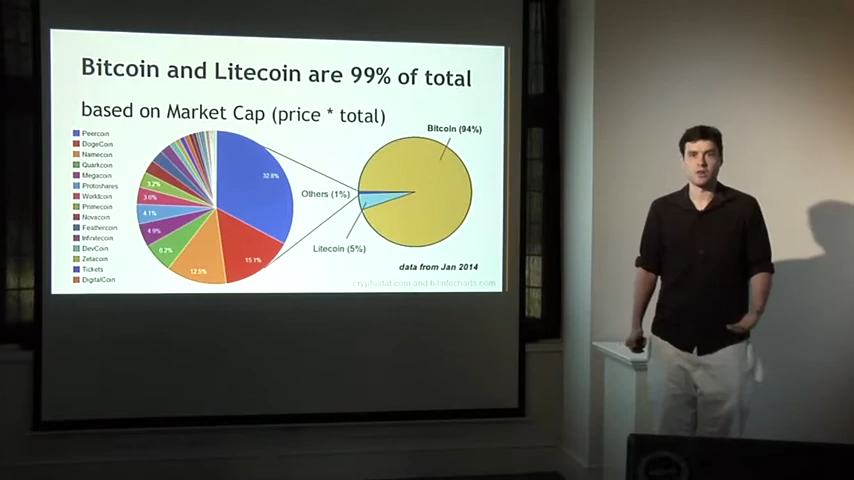 Bitcoin and Litecoin are 99% of total
based on Market Cap (price * total)
Peercoin
DogeCoin
Namecoin
Quarkcoin
Megacoin
Protoshares
Worldcoin
Primecoin
Novacoin
Feathercoin
Infinitecoin
DevCoin
Zetacoin
Tickets
DigitalCoin
32.8%
15.1%
12.5%
6.2%
4.9%
4.1%
3.6%
3.2%
Bitcoin (94%)
Others (1%)
Litecoin (5%)
data from Jan 2014
cryptostat.com and bitinfocharts.com